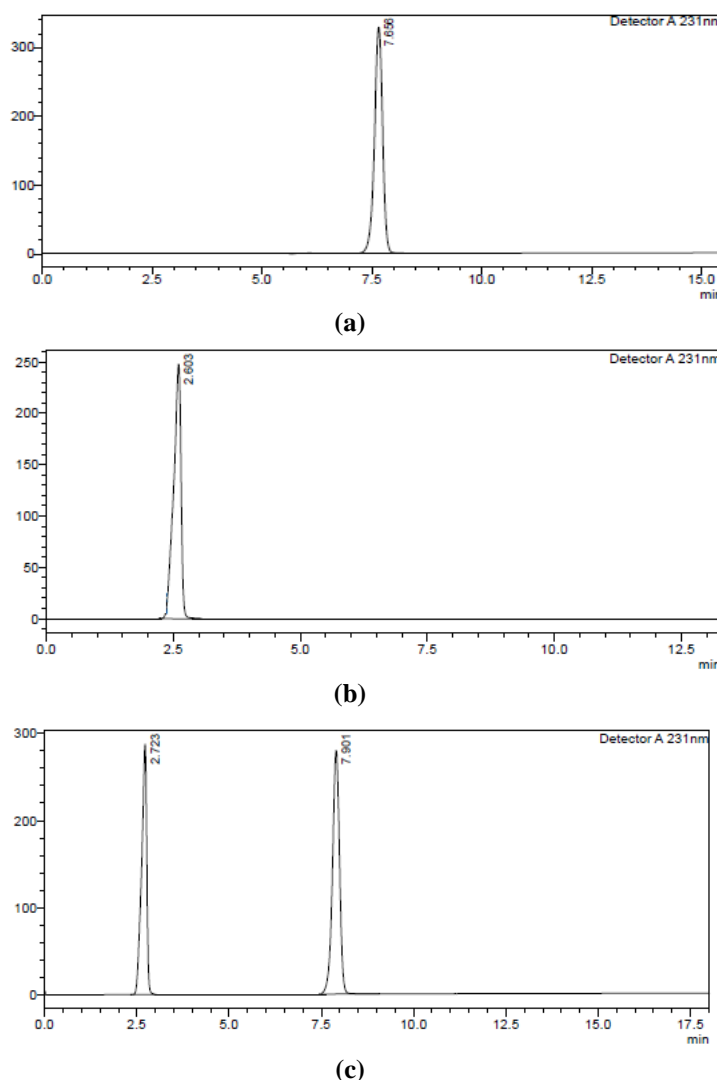 Detector A 231nm
7.656
300
200
100
0
0.0 2.5 5.0 7.5 10.0 12.5 15.0
min
(a)
Detector A 231nm
2.603
250
200
150
100
50
0
0.0 2.5 5.0 7.5 10.0 12.5
min
(b)
Detector A 231nm
2.723 7.901
300
200
100
0
0.0 2.5 5.0 7.5 10.0 12.5 15.0 17.5
min
(c)